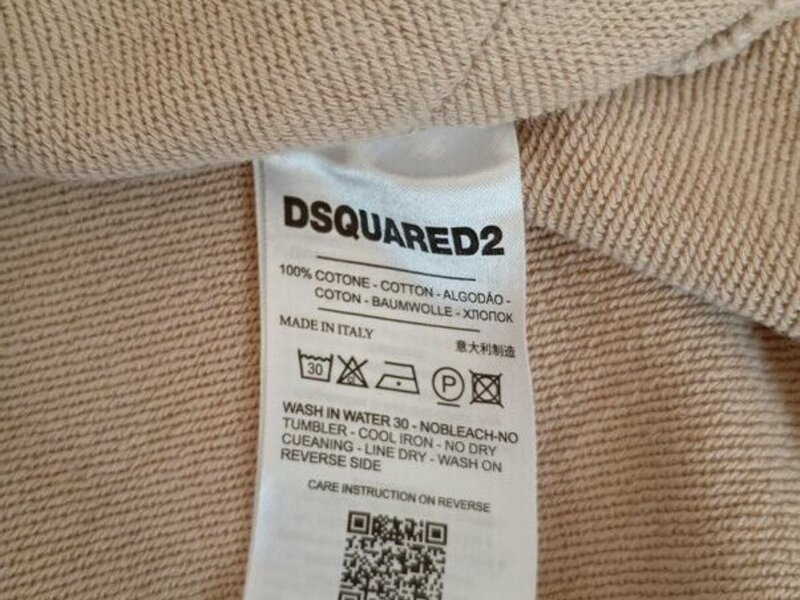 DSQUARED2
100% COTONE - COTTON - ALGODÃO -
COTON - BAUMWOLLE - ХЛОПОК
MADE IN ITALY
意大利制造
30 P
WASH IN WATER 30 - NOBLEACH-NO
TUMBLER - COOL IRON - NO DRY
CUEANING - LINE DRY - WASH ON
REVERSE SIDE
CARE INSTRUCTION ON REVERSE